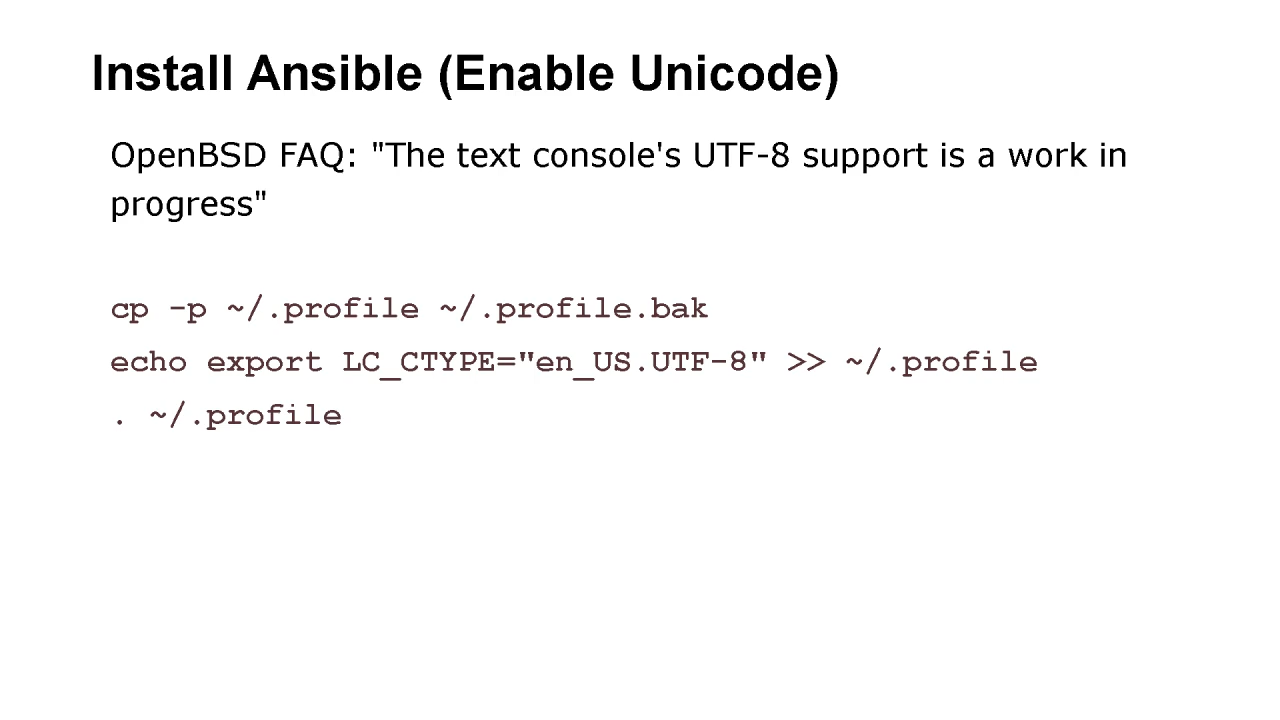 Install Ansible (Enable Unicode)
OpenBSD FAQ: "The text console's UTF-8 support is a work in
progress"
cp -p ~/.profile ~/.profile.bak
echo export LC_CTYPE="en_US.UTF-8" >> ~/.profile
. ~/.profile